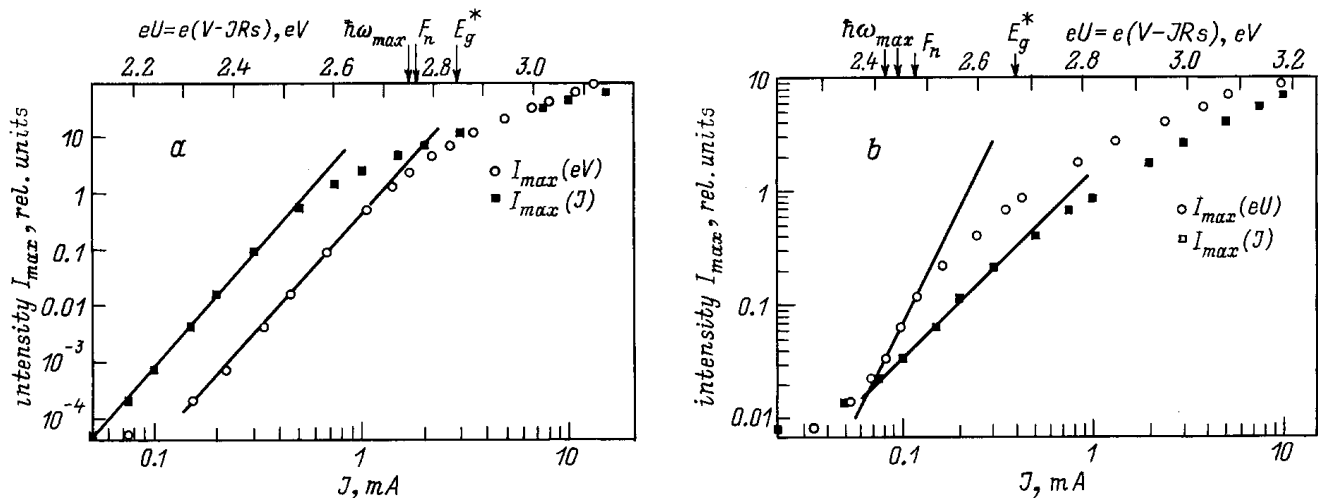 eU=e(V-JRs), eV
ħω_max F_n E_g*
2.2 2.4 2.6 2.8 3.0
intensity I_max, rel. units
10
1
0.1
0.01
10⁻³
10⁻⁴
a
I_max(eV)
I_max(J)
0.1 1 10
J, mA
ħω_max F_n E_g* eU=e(V-JRs), eV
2.4 2.6 2.8 3.0 3.2
intensity I_max, rel. units
10
1
0.1
0.01
b
I_max(eU)
I_max(J)
0.1 1 10
J, mA